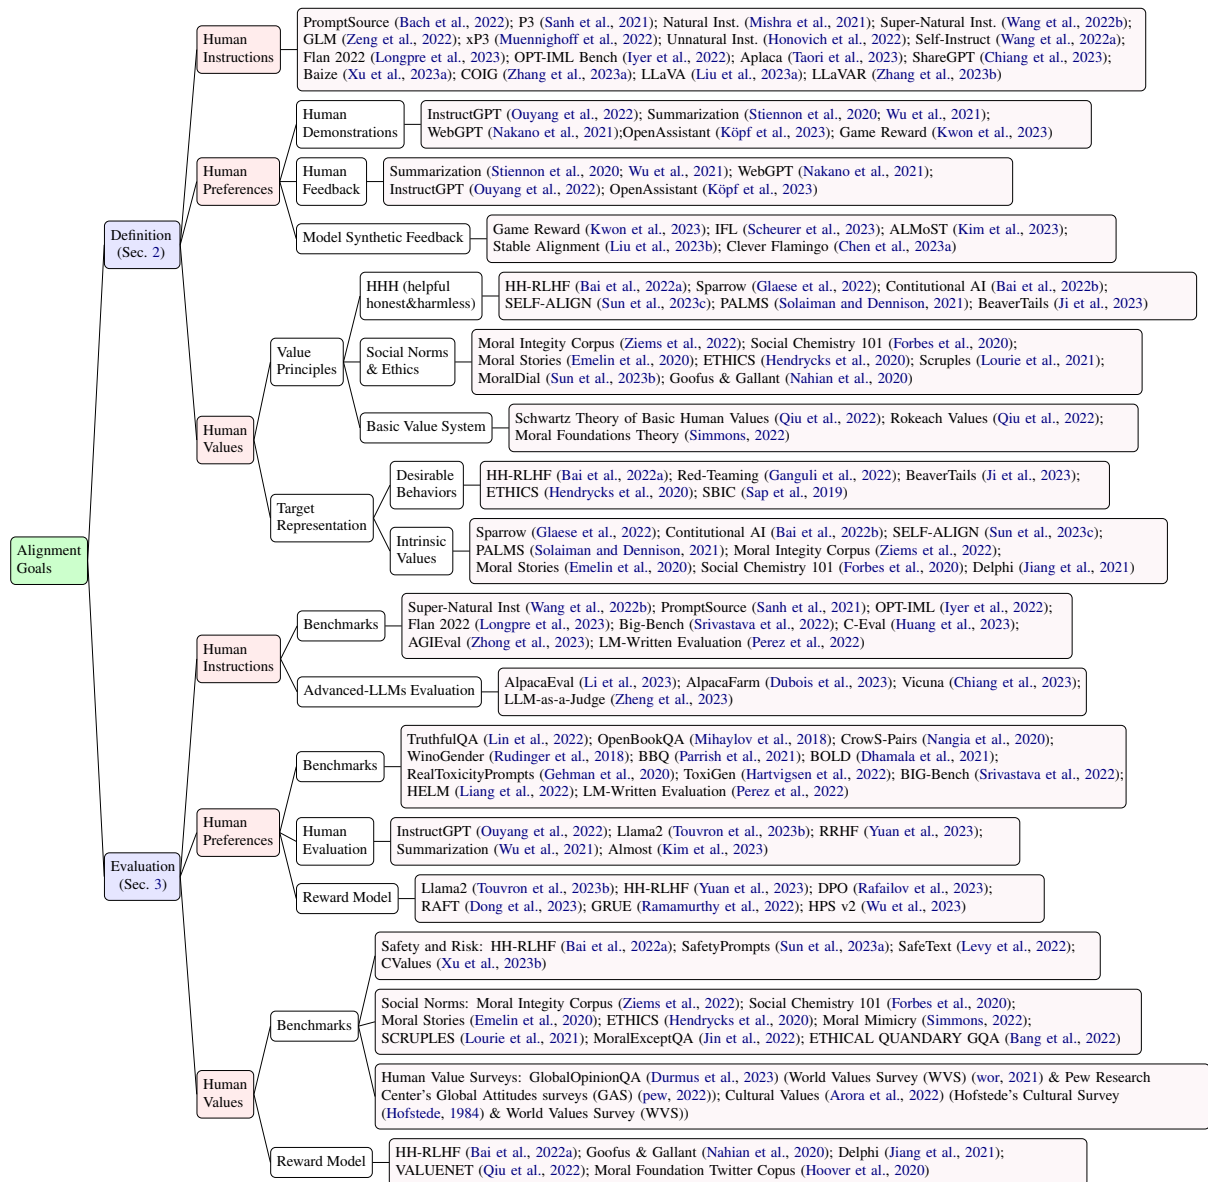 Alignment
Goals
Definition
(Sec. 2)
Human
Instructions
PromptSource (Bach et al., 2022); P3 (Sanh et al., 2021); Natural Inst. (Mishra et al., 2021); Super-Natural Inst. (Wang et al., 2022b);
GLM (Zeng et al., 2022); xP3 (Muennighoff et al., 2022); Unnatural Inst. (Honovich et al., 2022); Self-Instruct (Wang et al., 2022a);
Flan 2022 (Longpre et al., 2023); OPT-IML Bench (Iyer et al., 2022); Aplaca (Taori et al., 2023); ShareGPT (Chiang et al., 2023);
Baize (Xu et al., 2023a); COIG (Zhang et al., 2023a); LLaVA (Liu et al., 2023a); LLaVAR (Zhang et al., 2023b)
Human
Preferences
Human
Demonstrations
InstructGPT (Ouyang et al., 2022); Summarization (Stiennon et al., 2020; Wu et al., 2021);
WebGPT (Nakano et al., 2021);OpenAssistant (Köpf et al., 2023); Game Reward (Kwon et al., 2023)
Human
Feedback
Summarization (Stiennon et al., 2020; Wu et al., 2021); WebGPT (Nakano et al., 2021);
InstructGPT (Ouyang et al., 2022); OpenAssistant (Köpf et al., 2023)
Model Synthetic Feedback
Game Reward (Kwon et al., 2023); IFL (Scheurer et al., 2023); ALMoST (Kim et al., 2023);
Stable Alignment (Liu et al., 2023b); Clever Flamingo (Chen et al., 2023a)
Human
Values
Value
Principles
HHH (helpful
honest&harmless)
HH-RLHF (Bai et al., 2022a); Sparrow (Glaese et al., 2022); Contitutional AI (Bai et al., 2022b);
SELF-ALIGN (Sun et al., 2023c); PALMS (Solaiman and Dennison, 2021); BeaverTails (Ji et al., 2023)
Social Norms
& Ethics
Moral Integity Corpus (Ziems et al., 2022); Social Chemistry 101 (Forbes et al., 2020);
Moral Stories (Emelin et al., 2020); ETHICS (Hendrycks et al., 2020); Scruples (Lourie et al., 2021);
MoralDial (Sun et al., 2023b); Goofus & Gallant (Nahian et al., 2020)
Basic Value System
Schwartz Theory of Basic Human Values (Qiu et al., 2022); Rokeach Values (Qiu et al., 2022);
Moral Foundations Theory (Simmons, 2022)
Target
Representation
Desirable
Behaviors
HH-RLHF (Bai et al., 2022a); Red-Teaming (Ganguli et al., 2022); BeaverTails (Ji et al., 2023);
ETHICS (Hendrycks et al., 2020); SBIC (Sap et al., 2019)
Intrinsic
Values
Sparrow (Glaese et al., 2022); Contitutional AI (Bai et al., 2022b); SELF-ALIGN (Sun et al., 2023c);
PALMS (Solaiman and Dennison, 2021); Moral Integity Corpus (Ziems et al., 2022);
Moral Stories (Emelin et al., 2020); Social Chemistry 101 (Forbes et al., 2020); Delphi (Jiang et al., 2021)
Evaluation
(Sec. 3)
Human
Instructions
Benchmarks
Super-Natural Inst (Wang et al., 2022b); PromptSource (Sanh et al., 2021); OPT-IML (Iyer et al., 2022);
Flan 2022 (Longpre et al., 2023); Big-Bench (Srivastava et al., 2022); C-Eval (Huang et al., 2023);
AGIEval (Zhong et al., 2023); LM-Written Evaluation (Perez et al., 2022)
Advanced-LLMs Evaluation
AlpacaEval (Li et al., 2023); AlpacaFarm (Dubois et al., 2023); Vicuna (Chiang et al., 2023);
LLM-as-a-Judge (Zheng et al., 2023)
Human
Preferences
Benchmarks
TruthfulQA (Lin et al., 2022); OpenBookQA (Mihaylov et al., 2018); CrowS-Pairs (Nangia et al., 2020);
WinoGender (Rudinger et al., 2018); BBQ (Parrish et al., 2021); BOLD (Dhamala et al., 2021);
RealToxicityPrompts (Gehman et al., 2020); ToxiGen (Hartvigsen et al., 2022); BIG-Bench (Srivastava et al., 2022);
HELM (Liang et al., 2022); LM-Written Evaluation (Perez et al., 2022)
Human
Evaluation
InstructGPT (Ouyang et al., 2022); Llama2 (Touvron et al., 2023b); RRHF (Yuan et al., 2023);
Summarization (Wu et al., 2021); Almost (Kim et al., 2023)
Reward Model
Llama2 (Touvron et al., 2023b); HH-RLHF (Yuan et al., 2023); DPO (Rafailov et al., 2023);
RAFT (Dong et al., 2023); GRUE (Ramamurthy et al., 2022); HPS v2 (Wu et al., 2023)
Human
Values
Benchmarks
Safety and Risk: HH-RLHF (Bai et al., 2022a); SafetyPrompts (Sun et al., 2023a); SafeText (Levy et al., 2022);
CValues (Xu et al., 2023b)
Social Norms: Moral Integity Corpus (Ziems et al., 2022); Social Chemistry 101 (Forbes et al., 2020);
Moral Stories (Emelin et al., 2020); ETHICS (Hendrycks et al., 2020); Moral Mimicry (Simmons, 2022);
SCRUPLES (Lourie et al., 2021); MoralExceptQA (Jin et al., 2022); ETHICAL QUANDARY GQA (Bang et al., 2022)
Human Value Surveys: GlobalOpinionQA (Durmus et al., 2023) (World Values Survey (WVS) (wor, 2021) & Pew Research
Center's Global Attitudes surveys (GAS) (pew, 2022)); Cultural Values (Arora et al., 2022) (Hofstede's Cultural Survey
(Hofstede, 1984) & World Values Survey (WVS))
Reward Model
HH-RLHF (Bai et al., 2022a); Goofus & Gallant (Nahian et al., 2020); Delphi (Jiang et al., 2021);
VALUENET (Qiu et al., 2022); Moral Foundation Twitter Copus (Hoover et al., 2020)